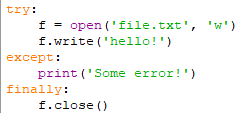 try:
    f = open('file.txt', 'w')
    f.write('hello!')
except:
    print('Some error!')
finally:
    f.close()